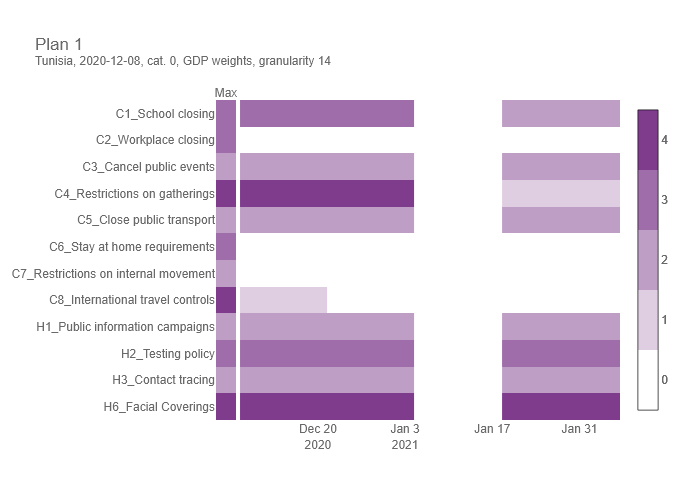 Plan 1
Tunisia, 2020-12-08, cat. 0, GDP weights, granularity 14
Max
C1_School closing
C2_Workplace closing
C3_Cancel public events
C4_Restrictions on gatherings
C5_Close public transport
C6_Stay at home requirements
C7_Restrictions on internal movement
C8_International travel controls
H1_Public information campaigns
H2_Testing policy
H3_Contact tracing
H6_Facial Coverings
4
3
2
1
0
Dec 20 Jan 3 Jan 17 Jan 31
2020 2021